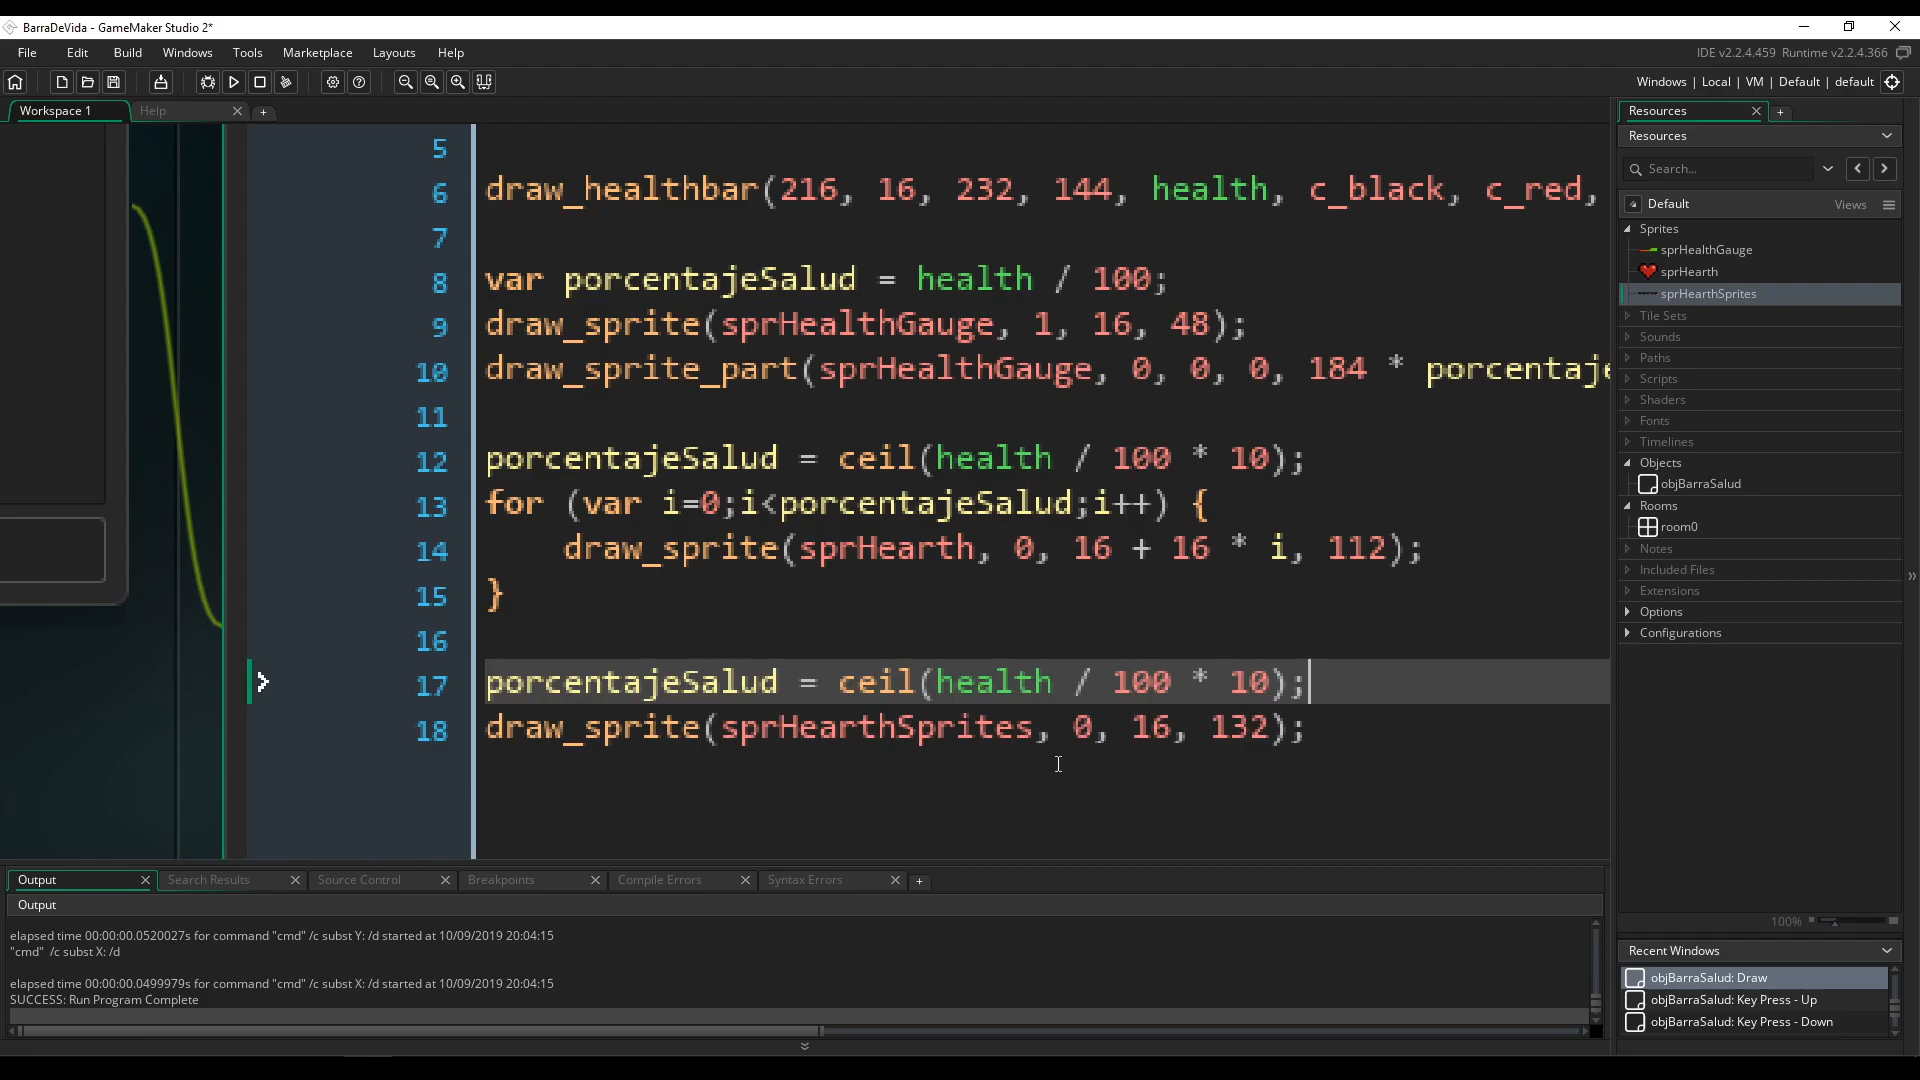 BarraDeVida - GameMaker Studio 2*
File Edit Build Windows Tools Marketplace Layouts Help
IDE v2.2.4.459 Runtime v2.2.4.366
Windows | Local | VM | Default | default
Workspace 1
Help
5
6 draw_healthbar(216, 16, 232, 144, health, c_black, c_red,
7
8 var porcentajeSalud = health / 100;
9 draw_sprite(sprHealthGauge, 1, 16, 48);
10 draw_sprite_part(sprHealthGauge, 0, 0, 0, 184 * porcentaje
11
12 porcentajeSalud = ceil(health / 100 * 10);
13 for (var i=0;i<porcentajeSalud;i++) {
14 draw_sprite(sprHearth, 0, 16 + 16 * i, 112);
15 }
16
17 porcentajeSalud = ceil(health / 100 * 10);
18 draw_sprite(sprHearthSprites, 0, 16, 132);
Resources
Resources
Search...
Default Views
Sprites
sprHealthGauge
sprHearth
sprHearthSprites
Tile Sets
Sounds
Paths
Scripts
Shaders
Fonts
Timelines
Objects
objBarraSalud
Rooms
room0
Notes
Included Files
Extensions
Options
Configurations
100%
Recent Windows
objBarraSalud: Draw
objBarraSalud: Key Press - Up
objBarraSalud: Key Press - Down
Output Search Results Source Control Breakpoints Compile Errors Syntax Errors
Output
elapsed time 00:00:00.0520027s for command "cmd" /c subst Y: /d started at 10/09/2019 20:04:15
"cmd" /c subst X: /d
elapsed time 00:00:00.0499979s for command "cmd" /c subst X: /d started at 10/09/2019 20:04:15
SUCCESS: Run Program Complete